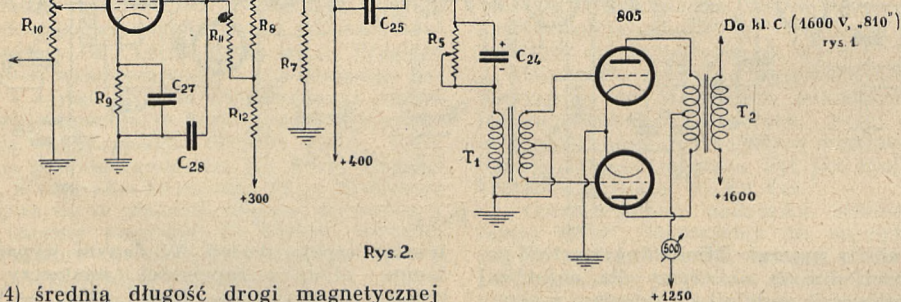 805
Do kl. C. (1600 V, „810")
rys. 1.
R10
R11
R8
C25
R5
+
C24
-
R7
R9
C27
R12
C28
T1
T2
+400
+300
+1600
500
Rys 2.
+1250
4) średnia długość drogi magnetycznej